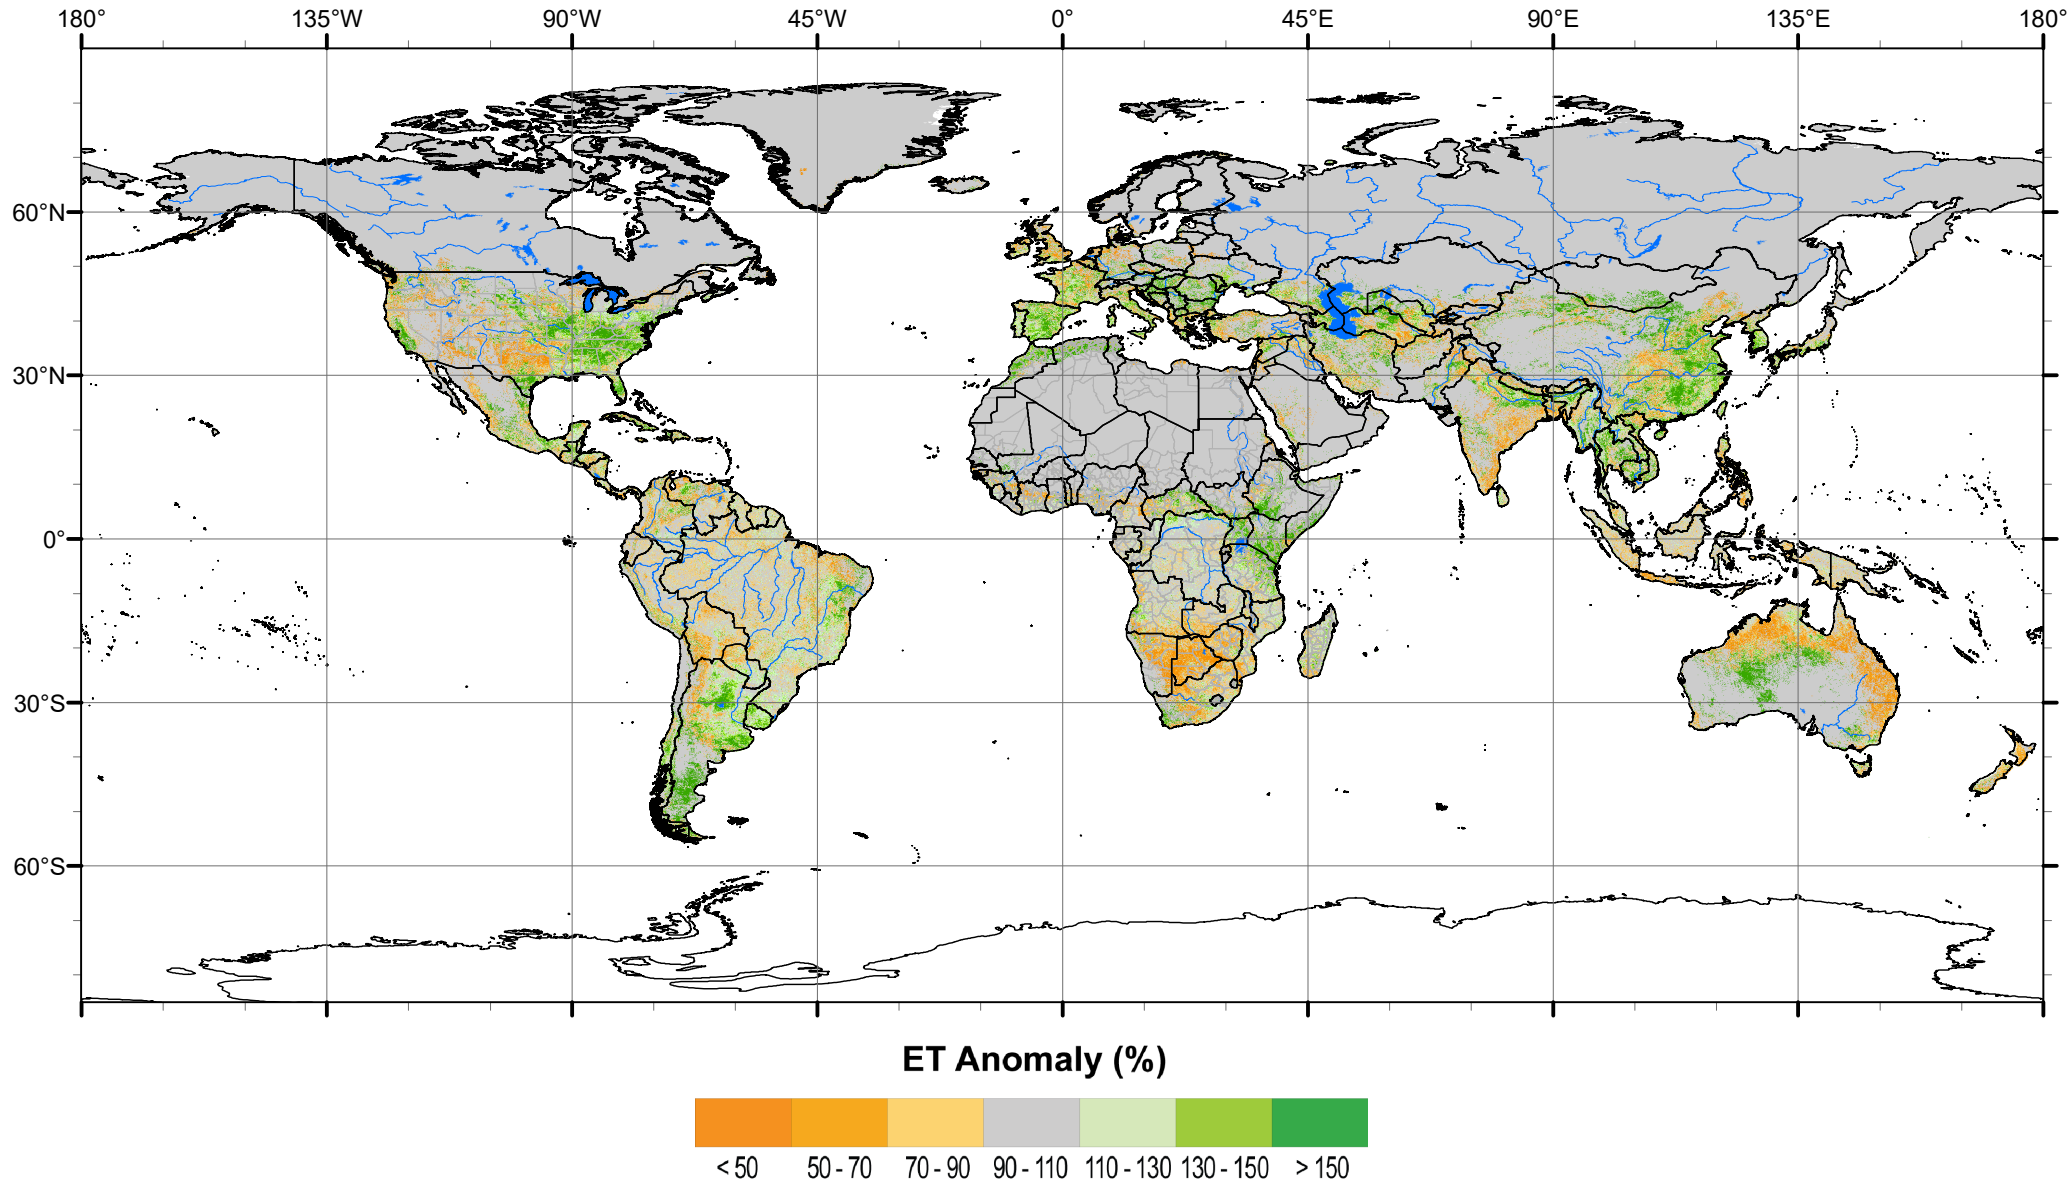 180° 135°W 90°W 45°W 0° 45°E 90°E 135°E 180°
60°N
30°N
0°
30°S
60°S
ET Anomaly (%)
< 50 50 - 70 70 - 90 90 - 110 110 - 130 130 - 150 > 150